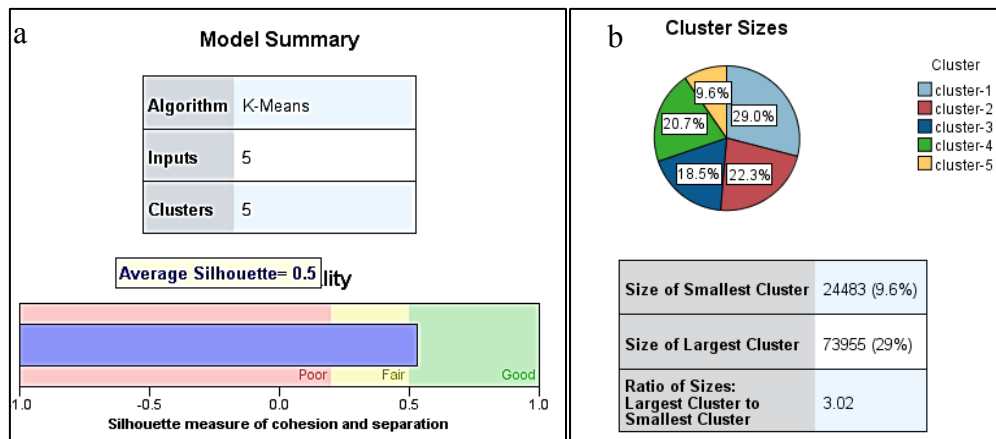 a
Model Summary
Algorithm K-Means
Inputs 5
Clusters 5
Average Silhouette= 0.5
lity
Poor
Fair
Good
-1.0 -0.5 0.0 0.5 1.0
Silhouette measure of cohesion and separation
b
Cluster Sizes
9.6%
29.0%
20.7%
18.5%
22.3%
Cluster
cluster-1
cluster-2
cluster-3
cluster-4
cluster-5
Size of Smallest Cluster 24483 (9.6%)
Size of Largest Cluster 73955 (29%)
Ratio of Sizes:
Largest Cluster to
Smallest Cluster
3.02